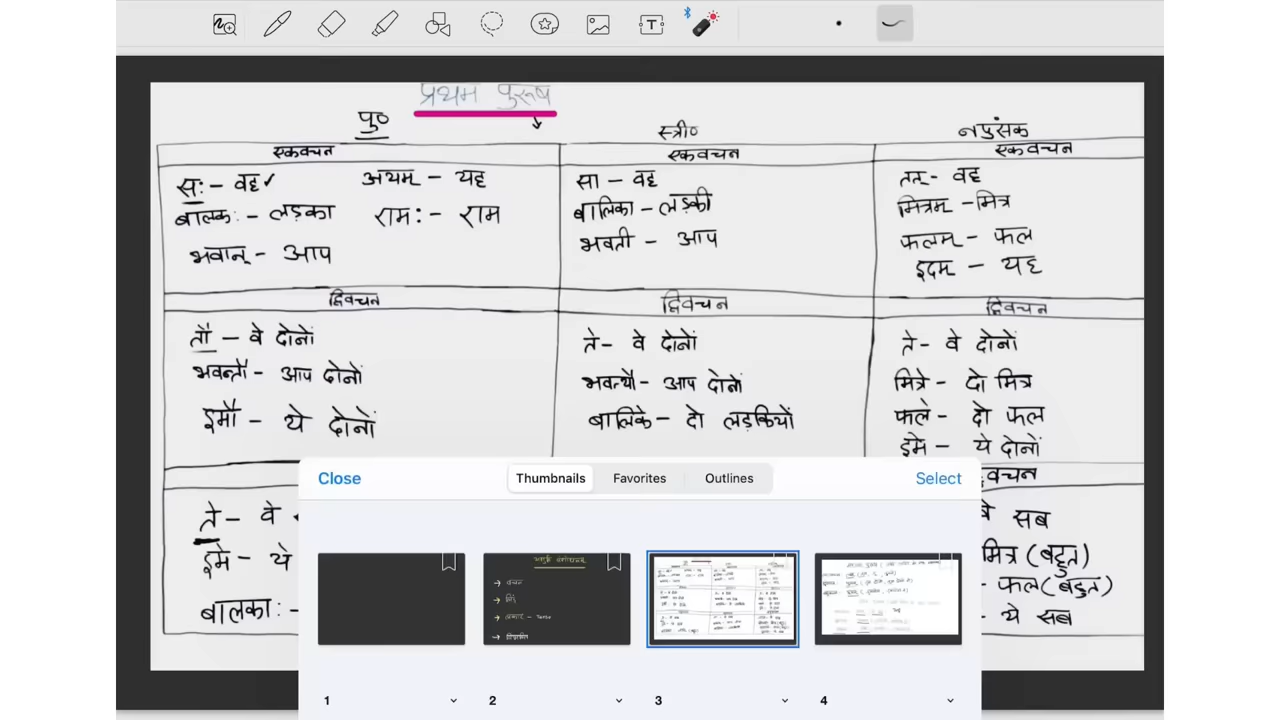 प्रथम पुरूष
पु०
स्त्री०
नपुंसक
एकवचन
एकवचन
एकवचन
सः - वह ✓ अयम् - यह
बालकः - लड़का रामः - राम
भवान् - आप
सा - वह
बालिका - लड़की
भवती - आप
तत् - वह
मित्रम् - मित्र
फलम् - फल
इदम् - यह
द्विवचन
द्विवचन
द्विवचन
तौ - वे दोनों
भवन्तौ - आप दोनों
इमौ - ये दोनों
ते - वे दोनों
भवत्यौ - आप दोनों
बालिके - दो लड़कियों
ते - वे दोनों
मित्रे - दो मित्र
फले - दो फल
इमे - ये दोनों
वचन
ते - वे
इमे - ये
बालकाः -
सब
मित्र (बहुत)
- फल (बहुत)
- ये सब
Close
Thumbnails
Favorites
Outlines
Select
1
2
3
4